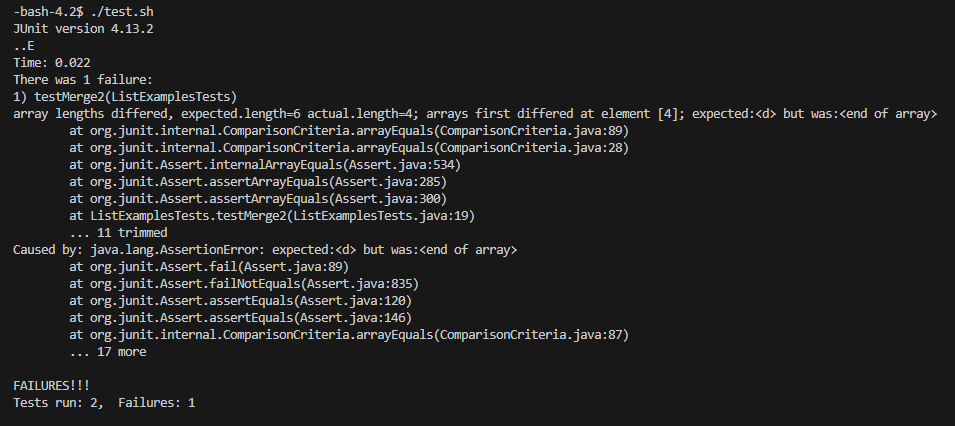 -bash-4.2$ ./test.sh
JUnit version 4.13.2
..E
Time: 0.022
There was 1 failure:
1) testMerge2(ListExamplesTests)
array lengths differed, expected.length=6 actual.length=4; arrays first differed at element [4]; expected:<d> but was:<end of array>
        at org.junit.internal.ComparisonCriteria.arrayEquals(ComparisonCriteria.java:89)
        at org.junit.internal.ComparisonCriteria.arrayEquals(ComparisonCriteria.java:28)
        at org.junit.Assert.internalArrayEquals(Assert.java:534)
        at org.junit.Assert.assertArrayEquals(Assert.java:285)
        at org.junit.Assert.assertArrayEquals(Assert.java:300)
        at ListExamplesTests.testMerge2(ListExamplesTests.java:19)
        ... 11 trimmed
Caused by: java.lang.AssertionError: expected:<d> but was:<end of array>
        at org.junit.Assert.fail(Assert.java:89)
        at org.junit.Assert.failNotEquals(Assert.java:835)
        at org.junit.Assert.assertEquals(Assert.java:120)
        at org.junit.Assert.assertEquals(Assert.java:146)
        at org.junit.internal.ComparisonCriteria.arrayEquals(ComparisonCriteria.java:87)
        ... 17 more

FAILURES!!!
Tests run: 2,  Failures: 1